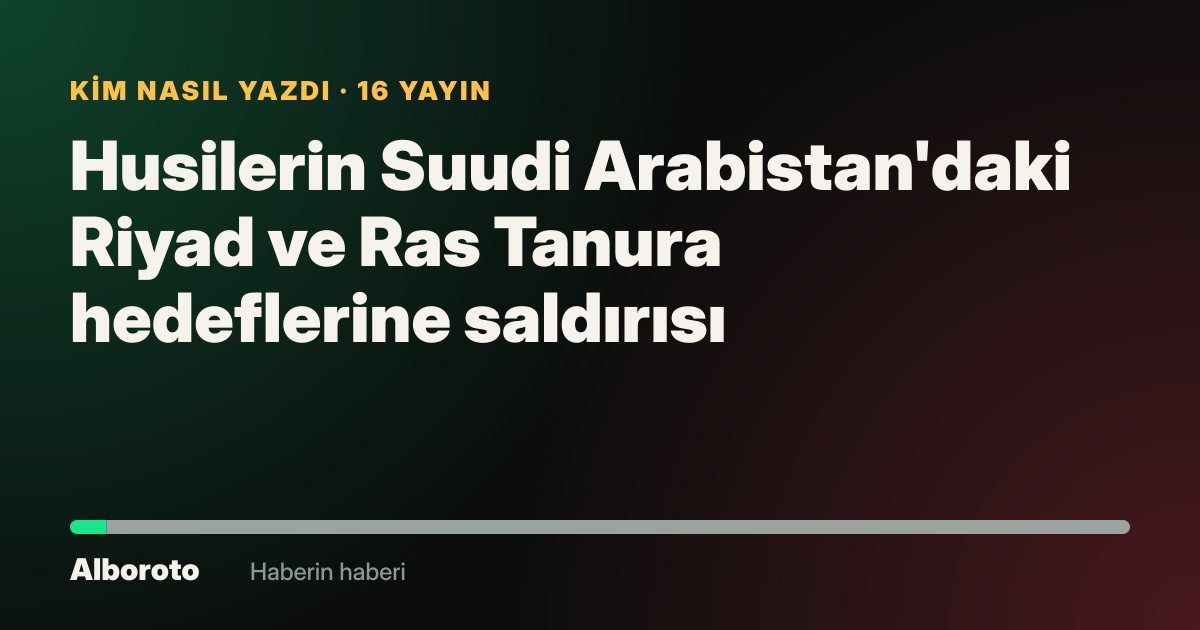 KİM NASIL YAZDI · 16 YAYIN
Husilerin Suudi Arabistan'daki
Riyad ve Ras Tanura
hedeflerine saldırısı
Alboroto
Haberin haberi